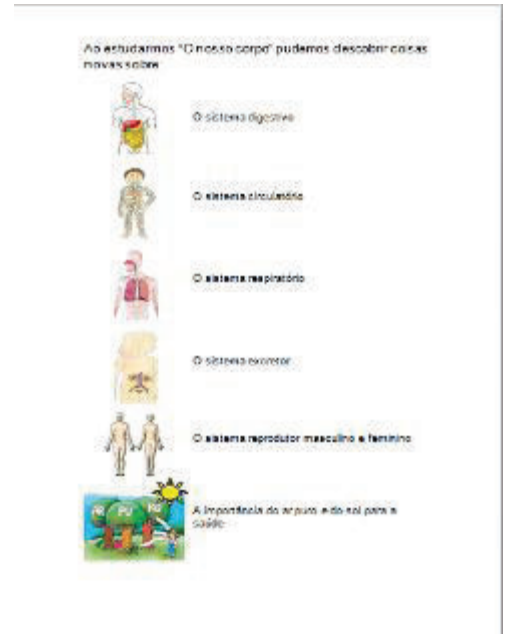 Ao estudarmos "O nosso corpo" pudemos descobrir coisas
novas sobre
O sistema digestivo
O sistema circulatório
O sistema respiratório
O sistema excretor
O sistema reprodutor masculino e feminino
A importância do ar puro e do sol para a
saúde